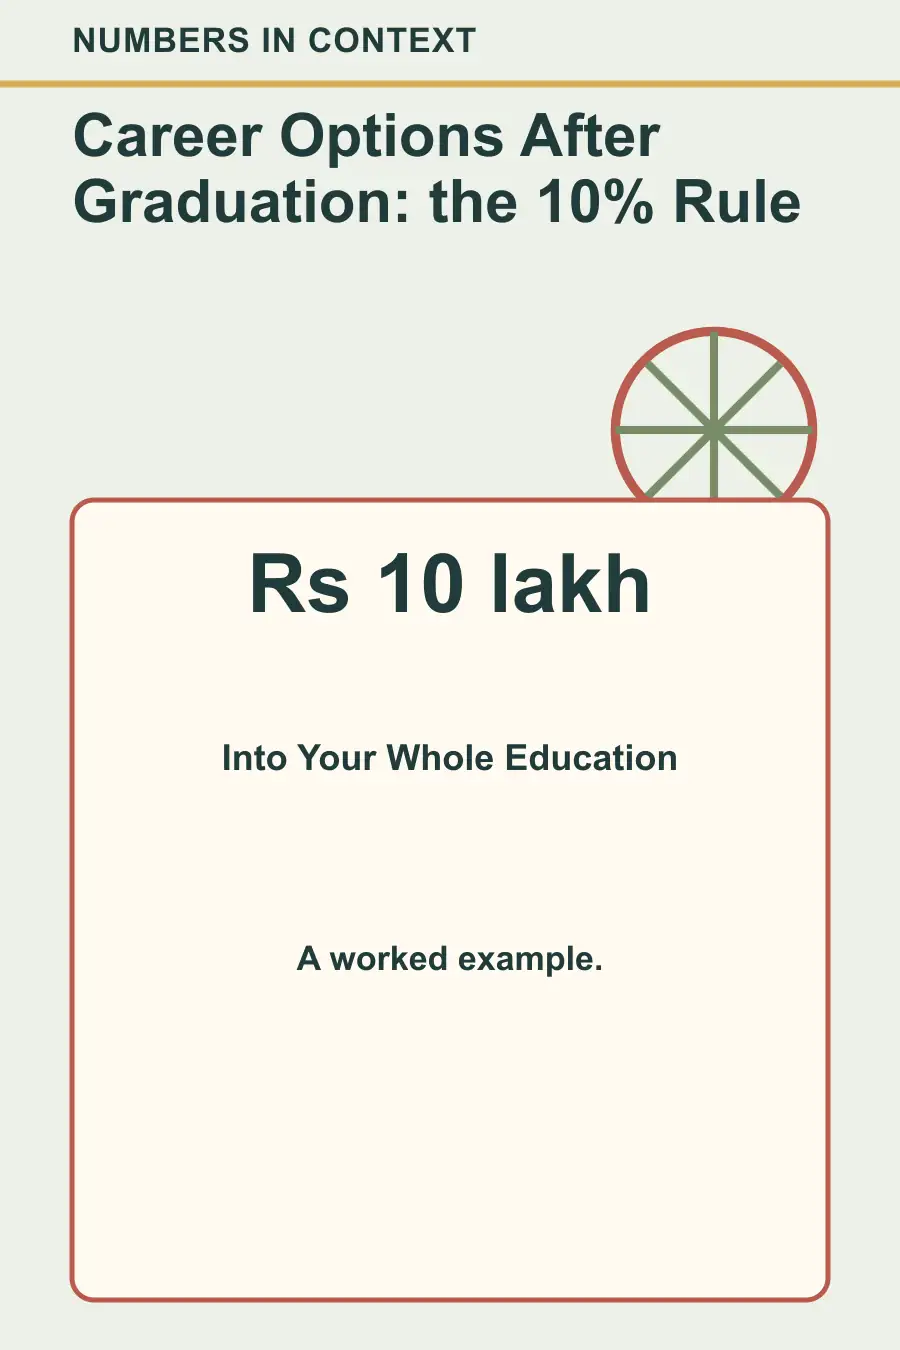 NUMBERS IN CONTEXT
Career Options After
Graduation: the 10% Rule
Rs 10 lakh
Into Your Whole Education
A worked example.